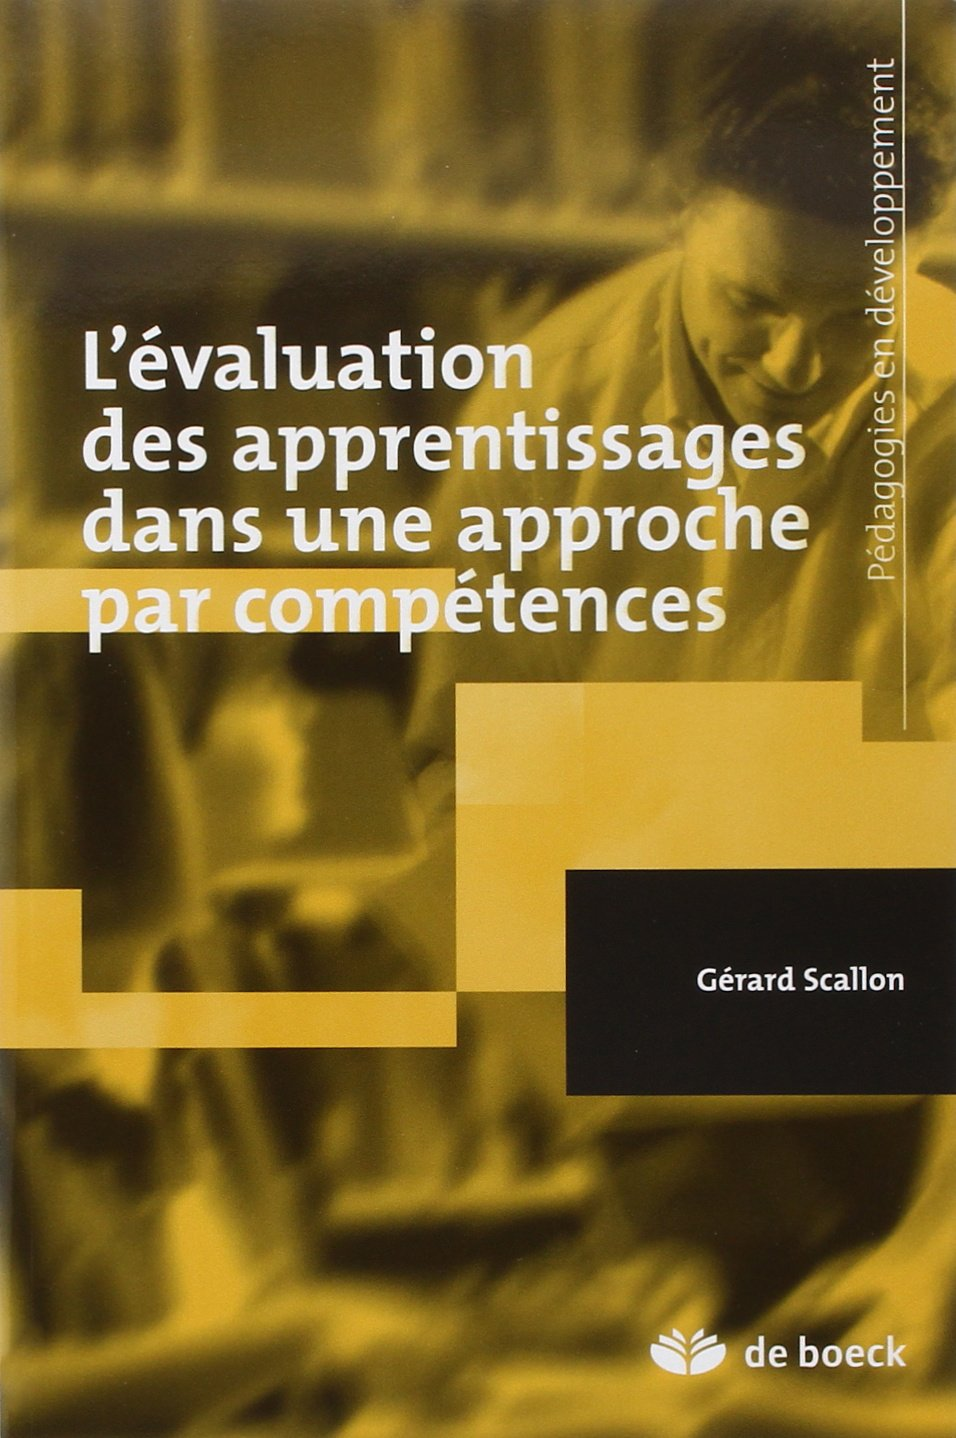 Pédagogies en développement
L'évaluation
des apprentissages
dans une approche
par compétences
Gérard Scallon
de boeck